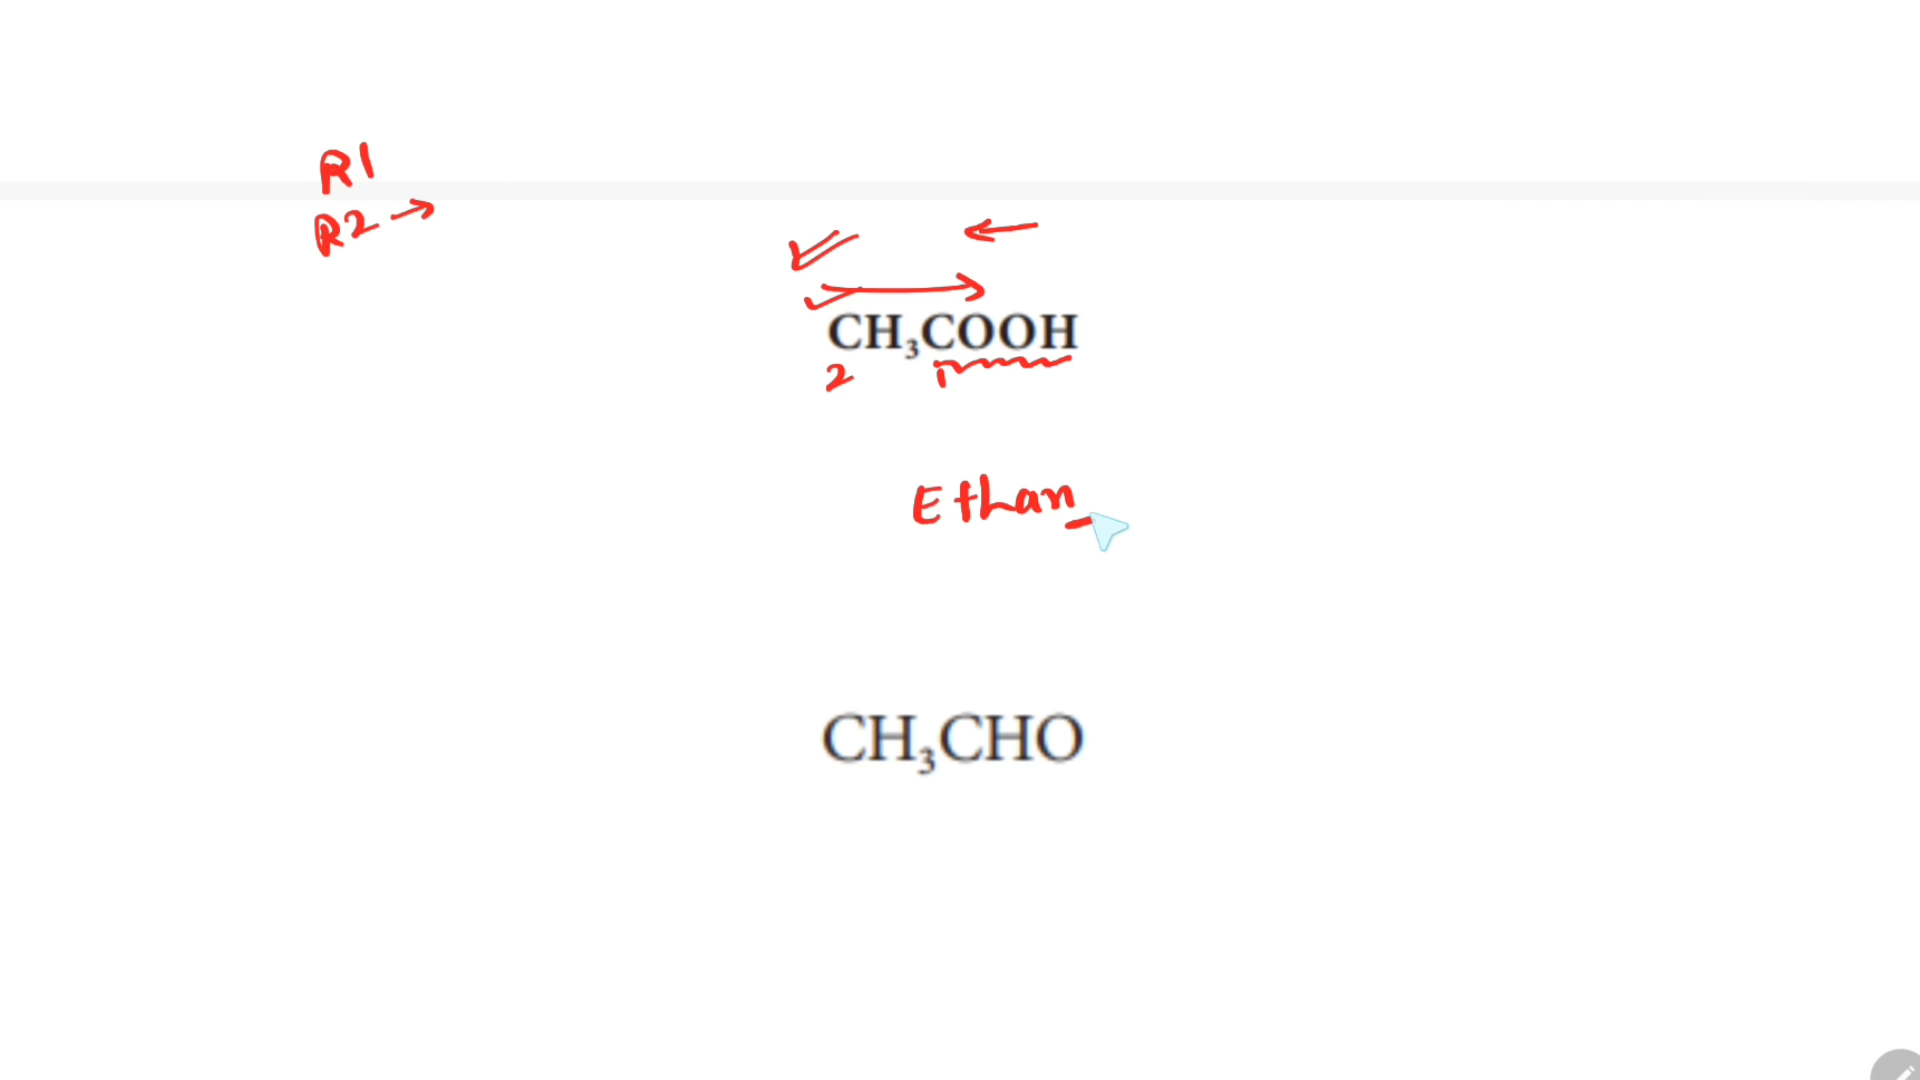 R1
R2 →
CH₃COOH
2 1
Ethan
CH₃CHO